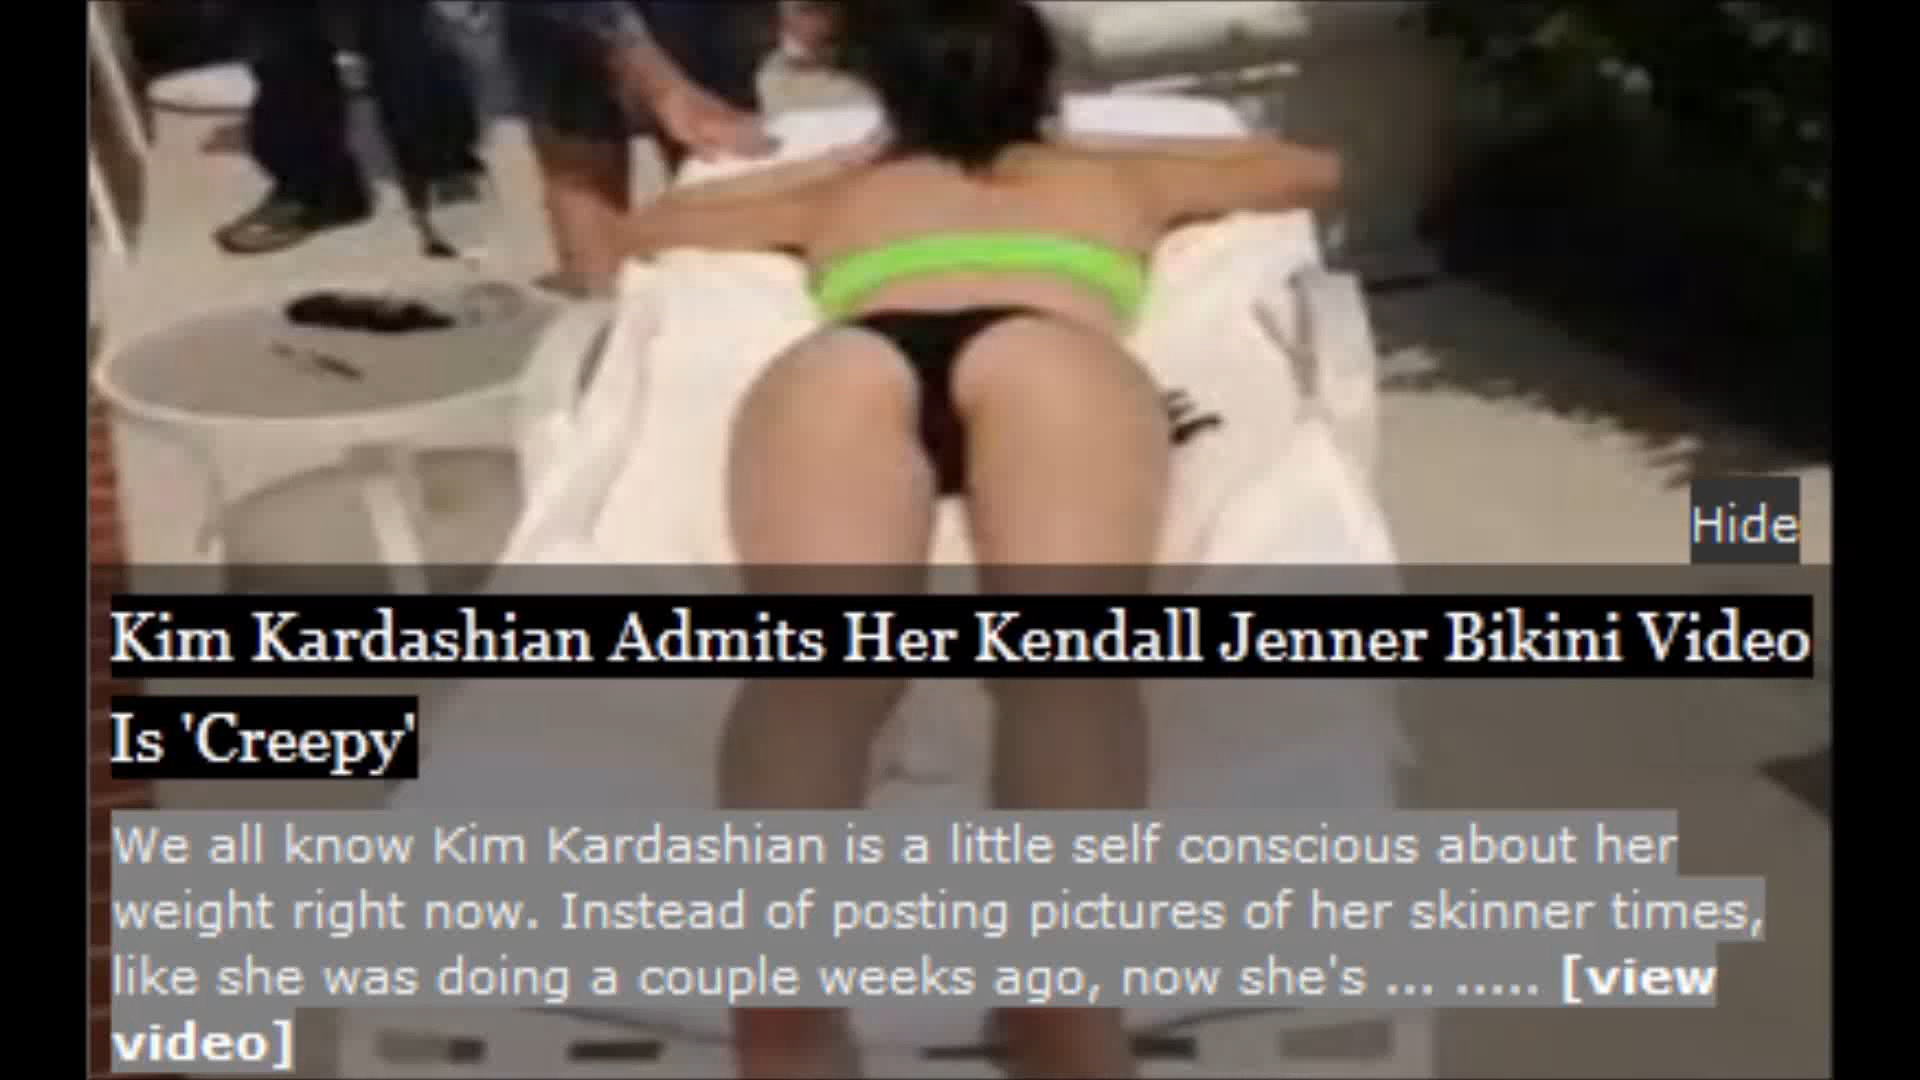 Hide
Kim Kardashian Admits Her Kendall Jenner Bikini Video
Is 'Creepy'
We all know Kim Kardashian is a little self conscious about her
weight right now. Instead of posting pictures of her skinner times,
like she was doing a couple weeks ago, now she's ... ..... [view
video]